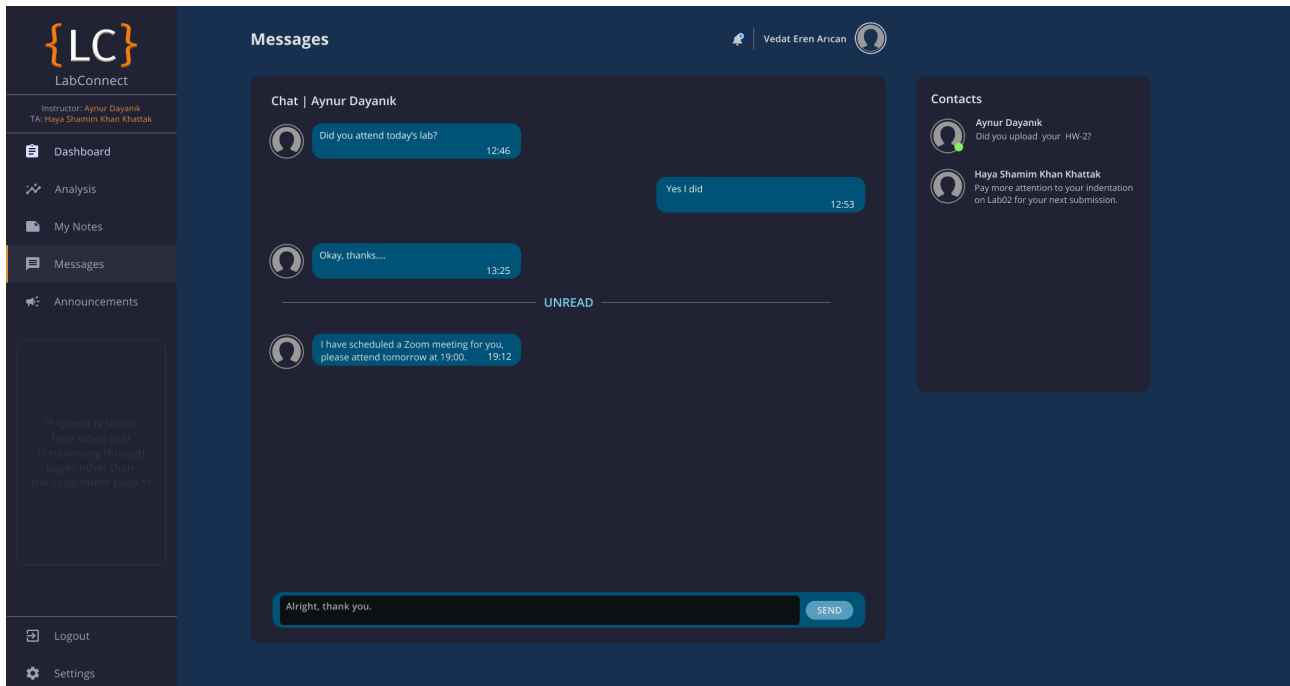 {LC}
LabConnect
Instructor: Aynur Dayanık
TA: Haya Shamim Khan Khattak
Dashboard
Analysis
My Notes
Messages
Announcements
/* Queue is shown
here when user
is traversing through
pages other than
the assignment page */
Logout
Settings
Messages
Vedat Eren Arıcan
Chat | Aynur Dayanık
Did you attend today's lab?
12:46
Yes I did
12:53
Okay, thanks....
13:25
UNREAD
I have scheduled a Zoom meeting for you,
please attend tomorrow at 19:00. 19:12
Alright, thank you.
SEND
Contacts
Aynur Dayanık
Did you upload your HW-2?
Haya Shamim Khan Khattak
Pay more attention to your indentation
on Lab02 for your next submission.